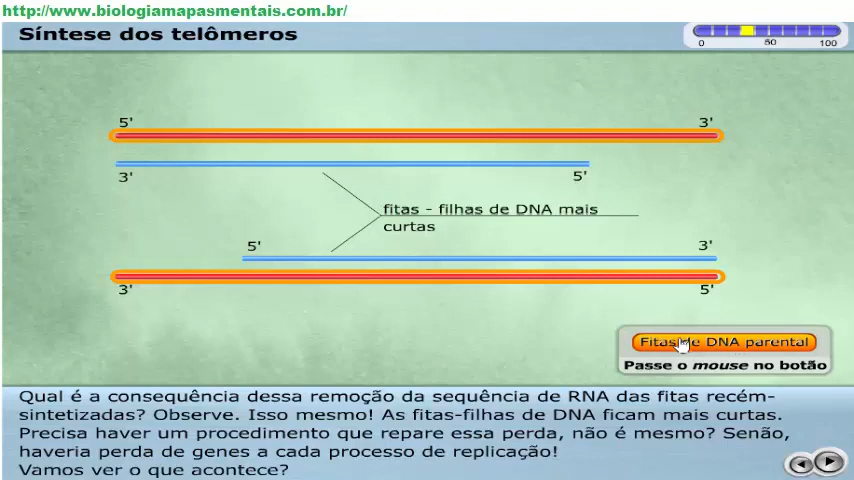 http://www.biologiamapasmentais.com.br/
Síntese dos telômeros
0 50 100
5' 3'
3' 5'
fitas - filhas de DNA mais
curtas
5' 3'
3' 5'
Fitas de DNA parental
Passe o mouse no botão
Qual é a consequência dessa remoção da sequência de RNA das fitas recém-
sintetizadas? Observe. Isso mesmo! As fitas-filhas de DNA ficam mais curtas.
Precisa haver um procedimento que repare essa perda, não é mesmo? Senão,
haveria perda de genes a cada processo de replicação!
Vamos ver o que acontece?